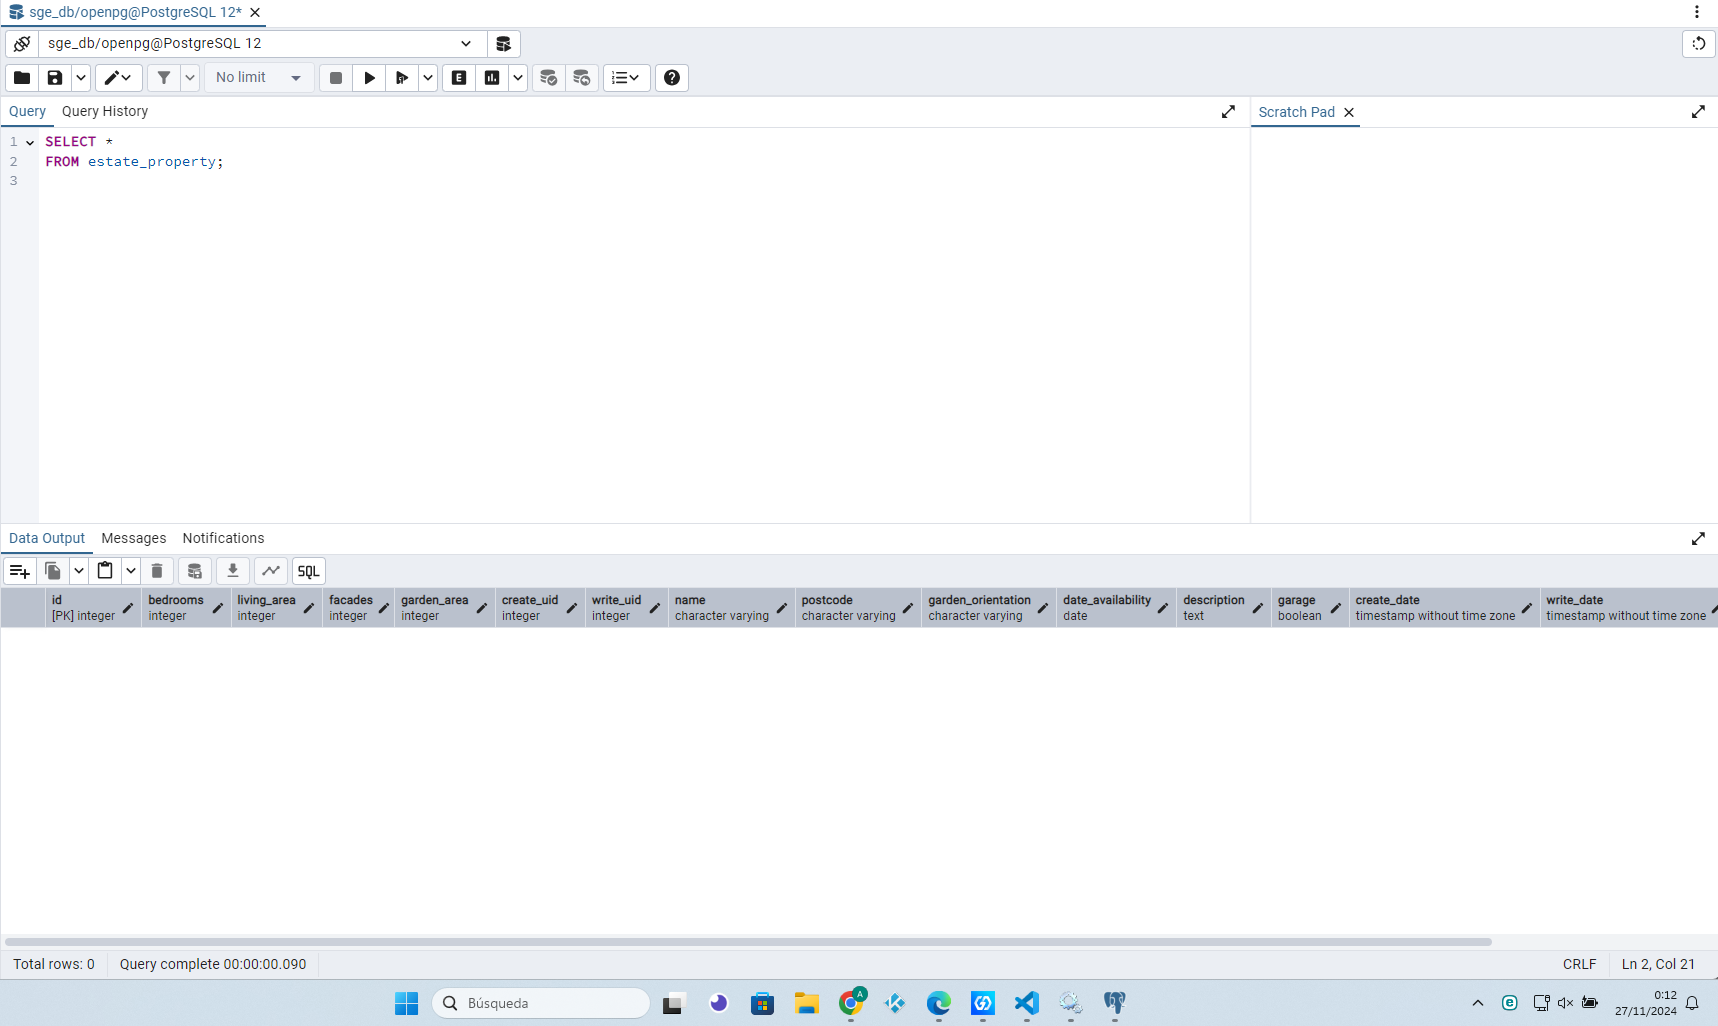 sge_db/openpg@PostgreSQL 12*
sge_db/openpg@PostgreSQL 12
No limit
E
Query Query History
Scratch Pad
1 SELECT *
2 FROM estate_property;
3
Data Output Messages Notifications
SQL
id bedrooms living_area facades garden_area create_uid write_uid name postcode garden_orientation date_availability description garage create_date write_date
[PK] integer integer integer integer integer integer integer character varying character varying character varying date text boolean timestamp without time zone timestamp without time zone
Total rows: 0 Query complete 00:00:00.090 CRLF Ln 2, Col 21
Búsqueda
A
0:12
27/11/2024